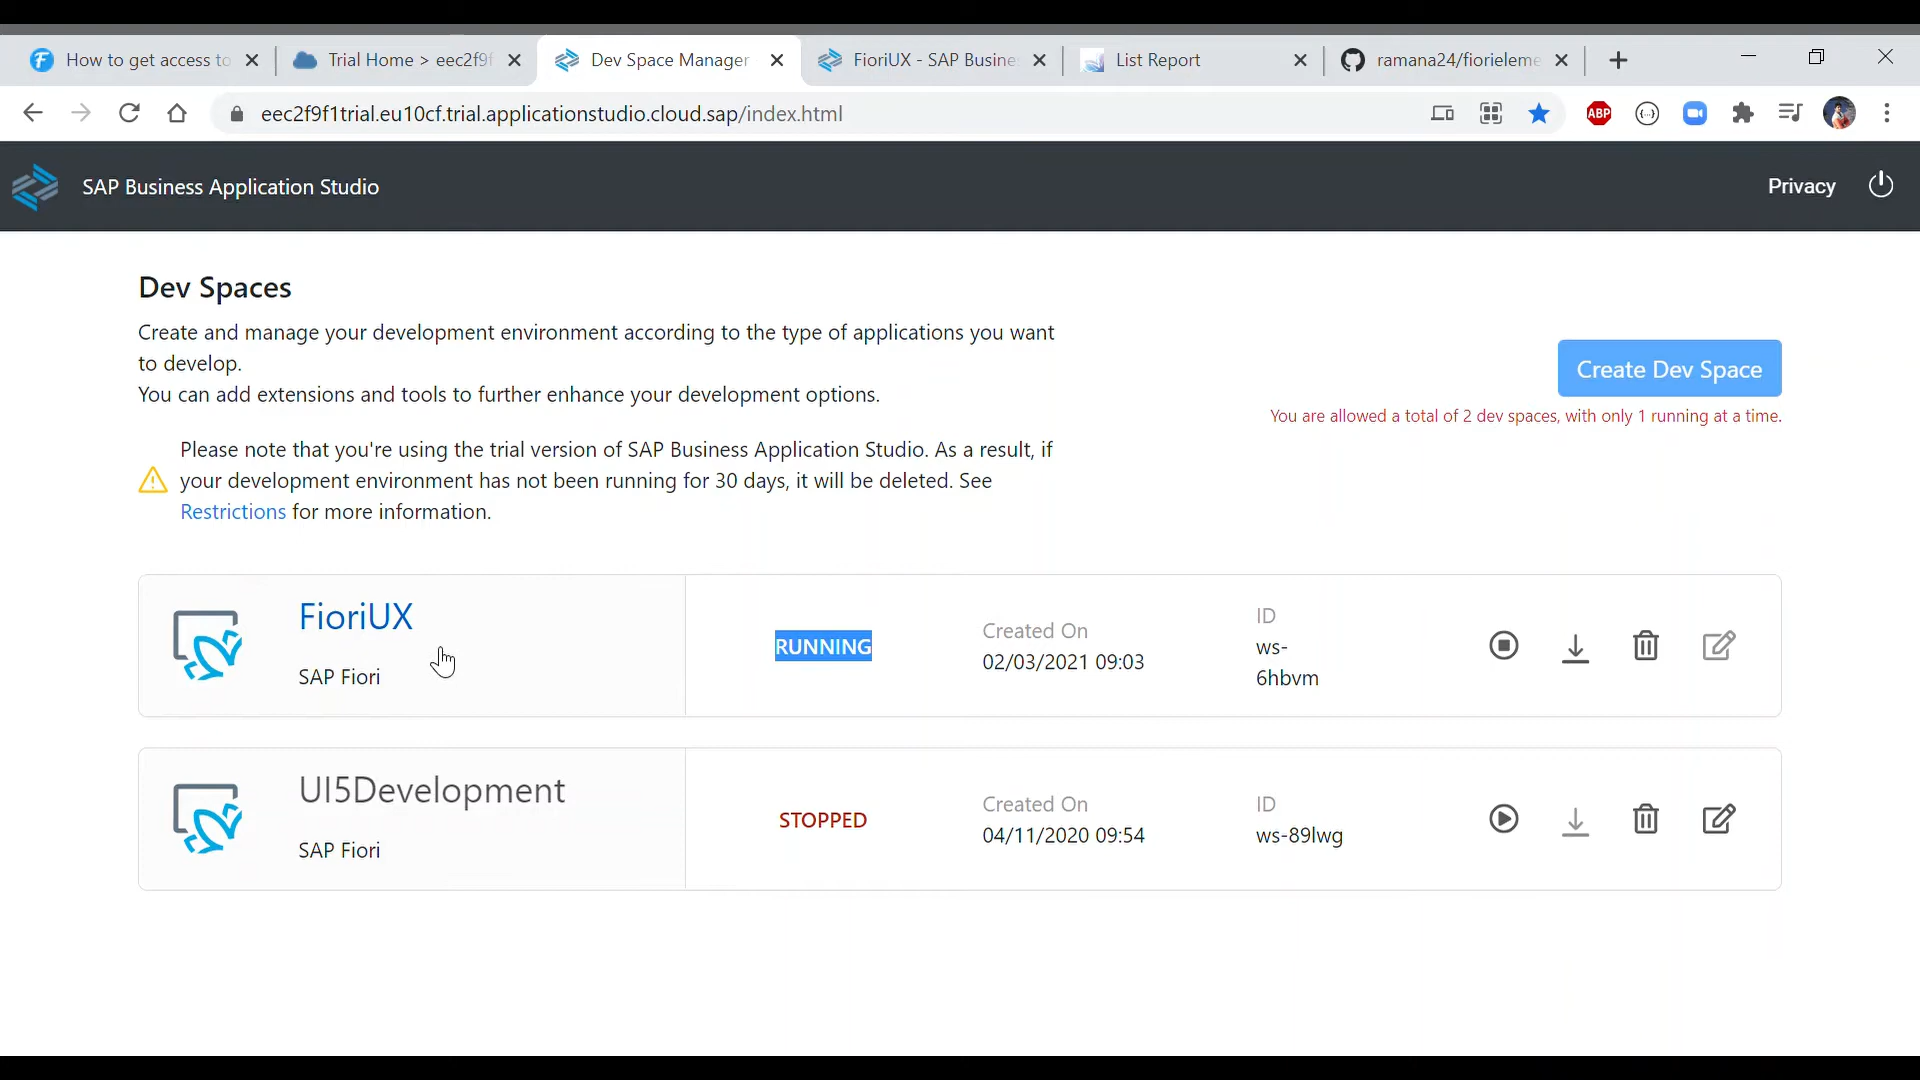 How to get access to
Trial Home > eec2f9f
Dev Space Manager
FioriUX - SAP Busine
List Report
ramana24/fiorieleme
eec2f9f1trial.eu10cf.trial.applicationstudio.cloud.sap/index.html
ABP
SAP Business Application Studio
Privacy
Dev Spaces
Create and manage your development environment according to the type of applications you want
to develop.
You can add extensions and tools to further enhance your development options.
Create Dev Space
You are allowed a total of 2 dev spaces, with only 1 running at a time.
Please note that you're using the trial version of SAP Business Application Studio. As a result, if
your development environment has not been running for 30 days, it will be deleted. See
Restrictions for more information.
FioriUX
SAP Fiori
RUNNING
Created On
02/03/2021 09:03
ID
ws-
6hbvm
UI5Development
SAP Fiori
STOPPED
Created On
04/11/2020 09:54
ID
ws-89lwg